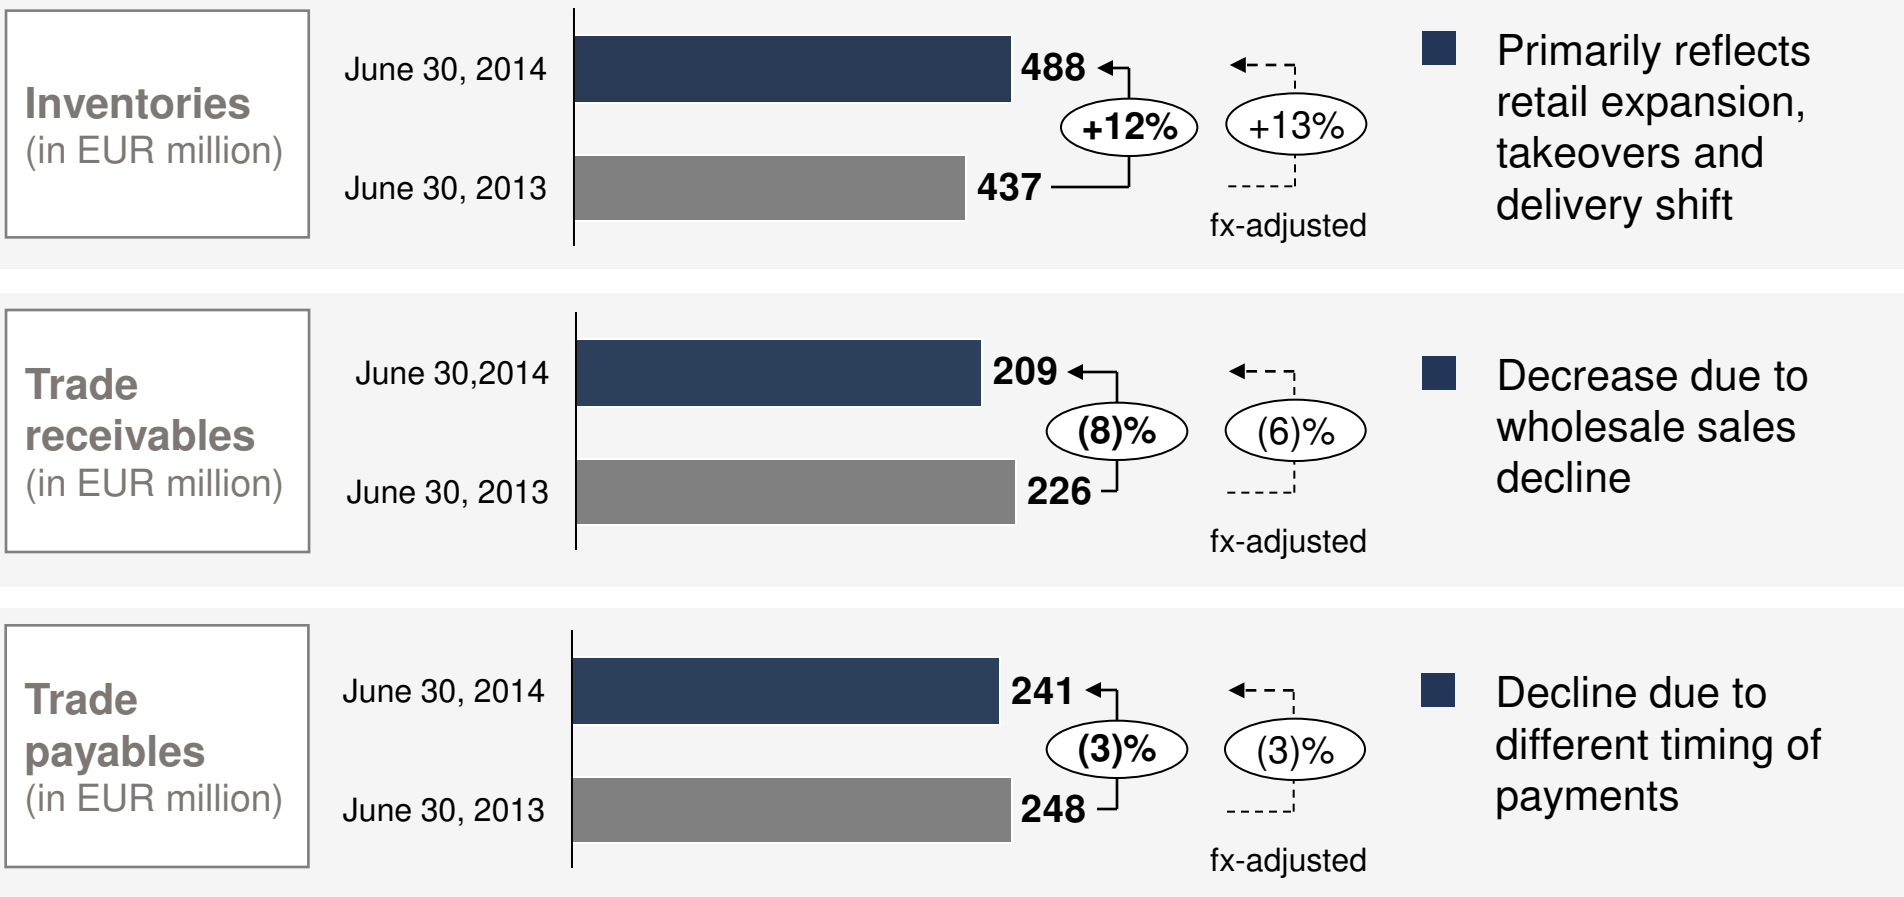 Inventories
(in EUR million)
June 30, 2014
488
+12%
+13%
June 30, 2013
437
fx-adjusted
Primarily reflects
retail expansion,
takeovers and
delivery shift
Trade
receivables
(in EUR million)
June 30,2014
209
(8)%
(6)%
June 30, 2013
226
fx-adjusted
Decrease due to
wholesale sales
decline
Trade
payables
(in EUR million)
June 30, 2014
241
(3)%
(3)%
June 30, 2013
248
fx-adjusted
Decline due to
different timing of
payments